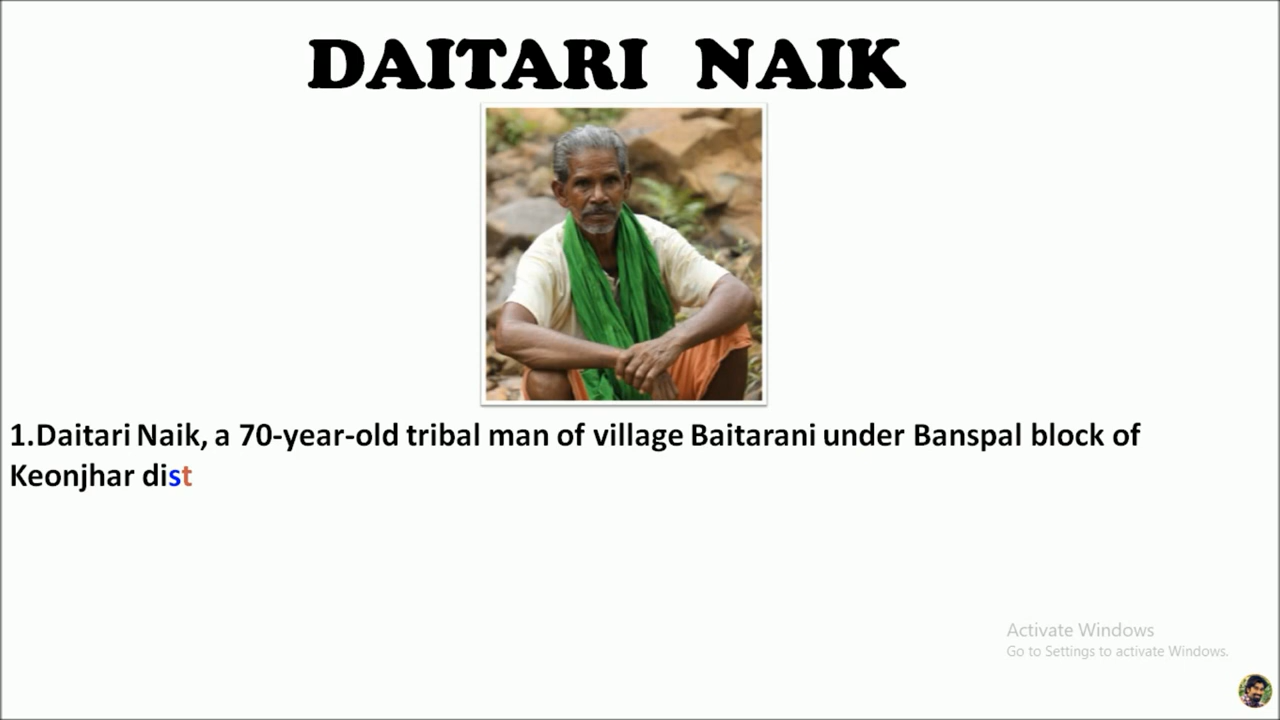 DAITARI NAIK
1.Daitari Naik, a 70-year-old tribal man of village Baitarani under Banspal block of
Keonjhar dist
Activate Windows
Go to Settings to activate Windows.